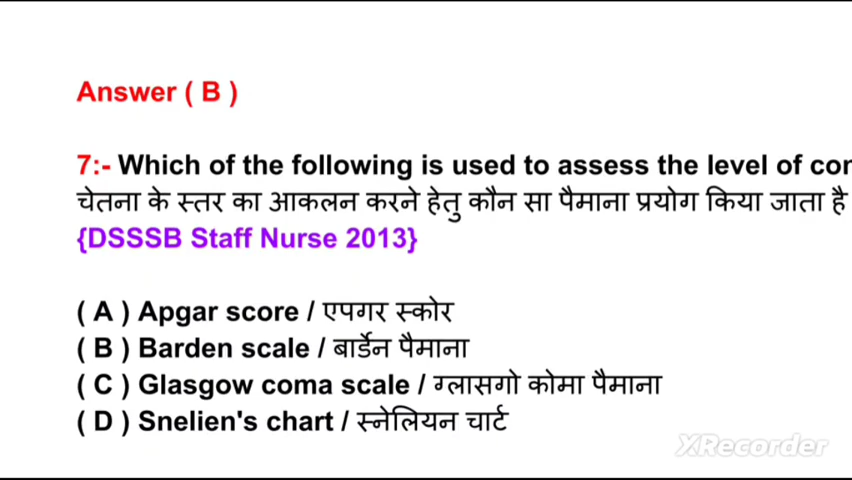 Answer ( B )
7:- Which of the following is used to assess the level of
चेतना के स्तर का आकलन करने हेतु कौन सा पैमाना प्रयोग किया जाता है
{DSSSB Staff Nurse 2013}
( A ) Apgar score / एपगर स्कोर
( B ) Barden scale / बार्डेन पैमाना
( C ) Glasgow coma scale / ग्लासगो कोमा पैमाना
( D ) Snelien's chart / स्नेलियन चार्ट
XRecorder